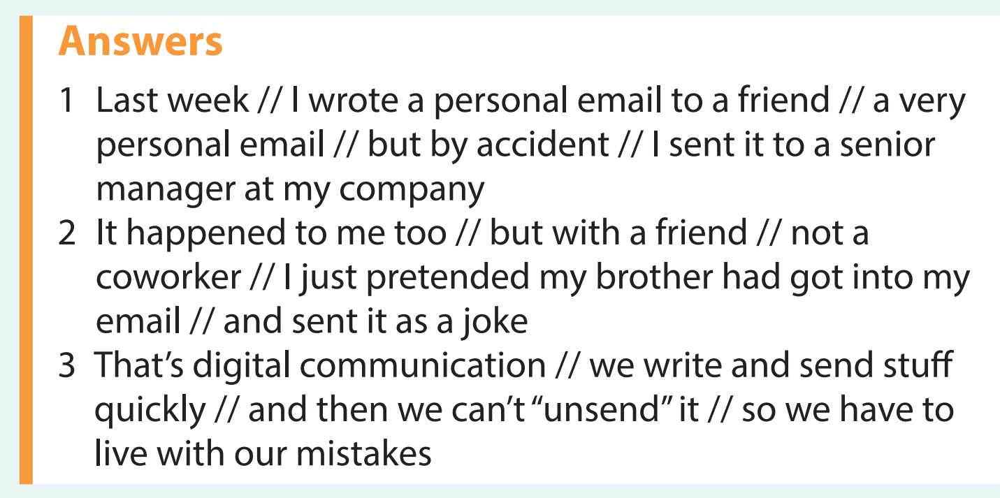 Answers
1 Last week // I wrote a personal email to a friend // a very
personal email // but by accident // I sent it to a senior
manager at my company
2 It happened to me too // but with a friend // not a
coworker // I just pretended my brother had got into my
email // and sent it as a joke
3 That’s digital communication // we write and send stuff
quickly // and then we can’t “unsend” it // so we have to
live with our mistakes